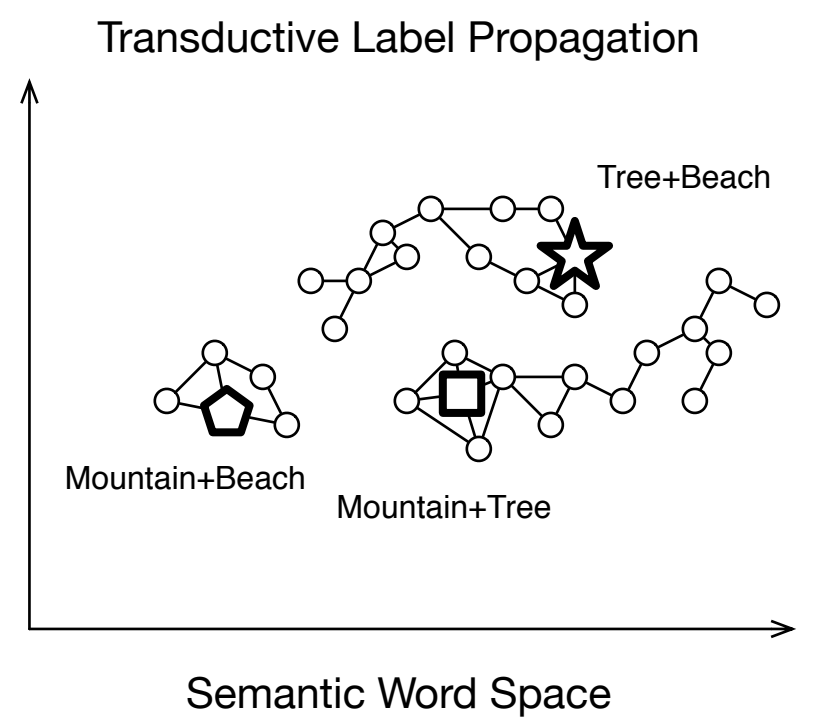 Transductive Label Propagation
Tree+Beach
Mountain+Beach
Mountain+Tree
Semantic Word Space